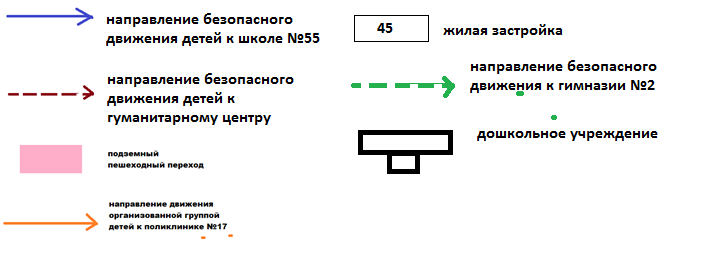 направление безопасного
движения детей к школе №55
направление безопасного
движения детей к
гуманитарному центру
подземный
пешеходный переход
направление движения
организованной группой
детей к поликлинике №17
45
жилая застройка
направление безопасного
движения к гимназии №2
дошкольное учреждение